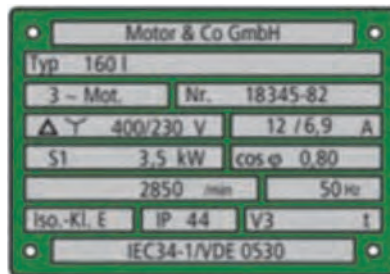 Motor & Co GmbH
Typ 160 l
3 ~ Mot. Nr. 18345-82
Δ Y 400/230 V 12 / 6,9 A
S1 3,5 kW cos φ 0,80
2850 /min 50 Hz
Iso.-Kl. E IP 44 V3 t
IEC34-1/VDE 0530